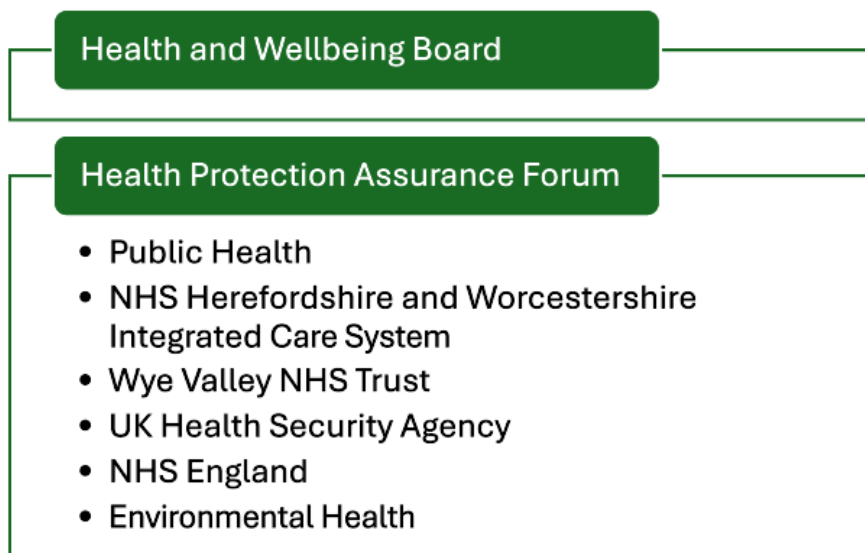 Health and Wellbeing Board
Health Protection Assurance Forum
• Public Health
• NHS Herefordshire and Worcestershire
Integrated Care System
• Wye Valley NHS Trust
• UK Health Security Agency
• NHS England
• Environmental Health